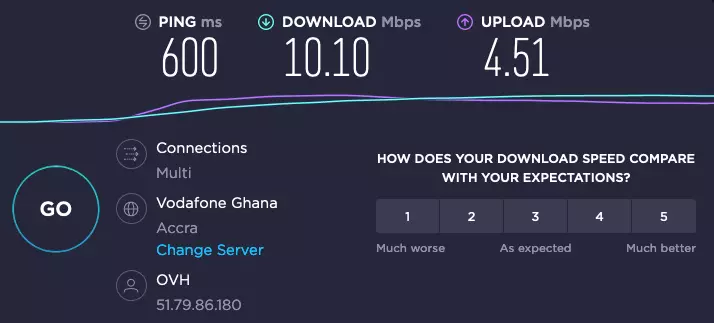 PING ms
DOWNLOAD Mbps
UPLOAD Mbps
600
10.10
4.51
GO
Connections
Multi
Vodafone Ghana
Accra
Change Server
OVH
51.79.86.180
HOW DOES YOUR DOWNLOAD SPEED COMPARE
WITH YOUR EXPECTATIONS?
1 2 3 4 5
Much worse As expected Much better